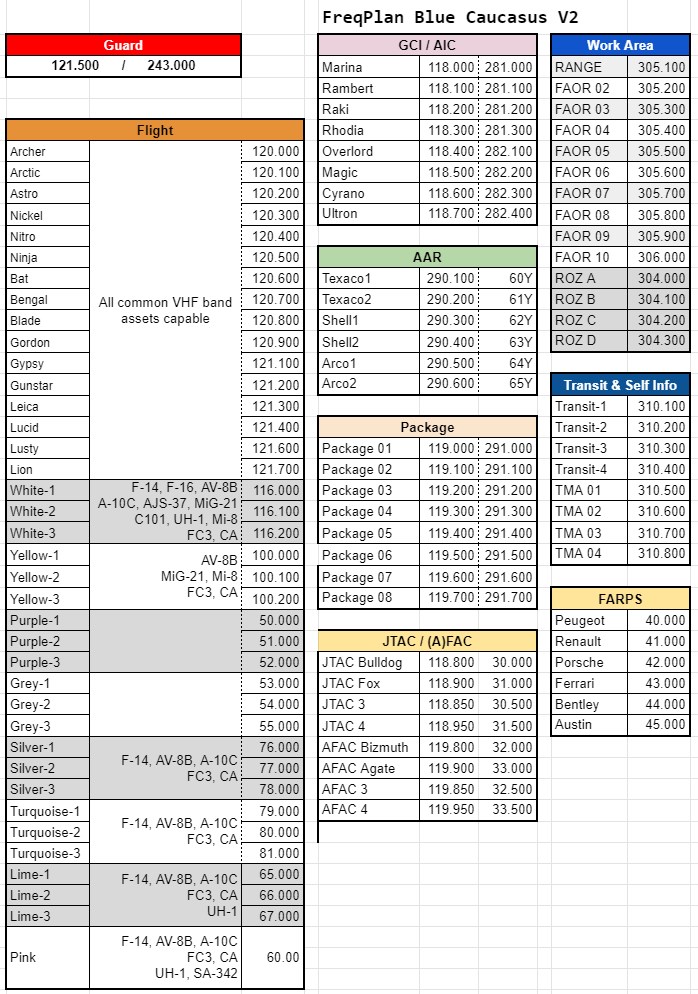 FreqPlan Blue Caucasus V2
Guard
121.500 / 243.000
Flight
Archer 120.000
Arctic 120.100
Astro 120.200
Nickel 120.300
Nitro 120.400
Ninja 120.500
Bat 120.600
Bengal 120.700
Blade 120.800
Gordon 120.900
Gypsy 121.100
Gunstar 121.200
Leica 121.300
Lucid 121.400
Lusty 121.600
Lion 121.700
All common VHF band
assets capable
White-1 116.000
White-2 116.100
White-3 116.200
F-14, F-16, AV-8B
A-10C, AJS-37, MiG-21
C101, UH-1, Mi-8
FC3, CA
Yellow-1 100.000
Yellow-2 100.100
Yellow-3 100.200
AV-8B
MiG-21, Mi-8
FC3, CA
Purple-1 50.000
Purple-2 51.000
Purple-3 52.000
Grey-1 53.000
Grey-2 54.000
Grey-3 55.000
Silver-1 76.000
Silver-2 77.000
Silver-3 78.000
F-14, AV-8B, A-10C
FC3, CA
Turquoise-1 79.000
Turquoise-2 80.000
Turquoise-3 81.000
F-14, AV-8B, A-10C
FC3, CA
Lime-1 65.000
Lime-2 66.000
Lime-3 67.000
F-14, AV-8B, A-10C
FC3, CA
UH-1
Pink 60.00
F-14, AV-8B, A-10C
FC3, CA
UH-1, SA-342
GCI / AIC
Marina 118.000 281.000
Rambert 118.100 281.100
Raki 118.200 281.200
Rhodia 118.300 281.300
Overlord 118.400 282.100
Magic 118.500 282.200
Cyrano 118.600 282.300
Ultron 118.700 282.400
AAR
Texaco1 290.100 60Y
Texaco2 290.200 61Y
Shell1 290.300 62Y
Shell2 290.400 63Y
Arco1 290.500 64Y
Arco2 290.600 65Y
Package
Package 01 119.000 291.000
Package 02 119.100 291.100
Package 03 119.200 291.200
Package 04 119.300 291.300
Package 05 119.400 291.400
Package 06 119.500 291.500
Package 07 119.600 291.600
Package 08 119.700 291.700
JTAC / (A)FAC
JTAC Bulldog 118.800 30.000
JTAC Fox 118.900 31.000
JTAC 3 118.850 30.500
JTAC 4 118.950 31.500
AFAC Bizmuth 119.800 32.000
AFAC Agate 119.900 33.000
AFAC 3 119.850 32.500
AFAC 4 119.950 33.500
Work Area
RANGE 305.100
FAOR 02 305.200
FAOR 03 305.300
FAOR 04 305.400
FAOR 05 305.500
FAOR 06 305.600
FAOR 07 305.700
FAOR 08 305.800
FAOR 09 305.900
FAOR 10 306.000
ROZ A 304.000
ROZ B 304.100
ROZ C 304.200
ROZ D 304.300
Transit & Self Info
Transit-1 310.100
Transit-2 310.200
Transit-3 310.300
Transit-4 310.400
TMA 01 310.500
TMA 02 310.600
TMA 03 310.700
TMA 04 310.800
FARPS
Peugeot 40.000
Renault 41.000
Porsche 42.000
Ferrari 43.000
Bentley 44.000
Austin 45.000